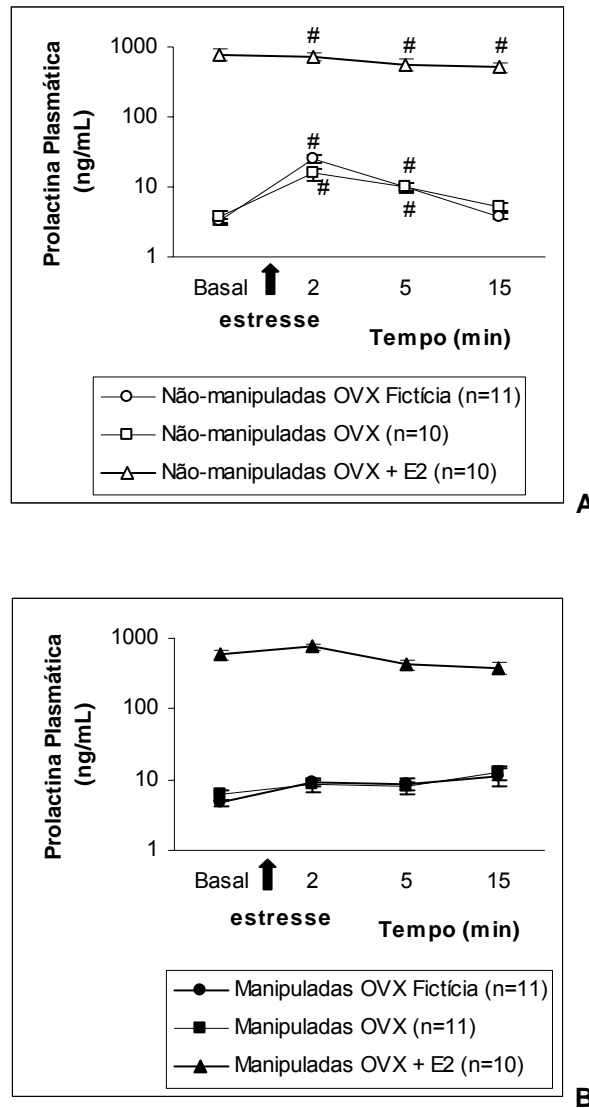 Prolactina Plasmática
(ng/mL)
1000
100
10
1
#
#
#
#
#
#
#
Basal
2
5
15
estresse
Tempo (min)
Não-manipuladas OVX Fictícia (n=11)
Não-manipuladas OVX (n=10)
Não-manipuladas OVX + E2 (n=10)
A
Prolactina Plasmática
(ng/mL)
1000
100
10
1
Basal
2
5
15
estresse
Tempo (min)
Manipuladas OVX Fictícia (n=11)
Manipuladas OVX (n=11)
Manipuladas OVX + E2 (n=10)
B